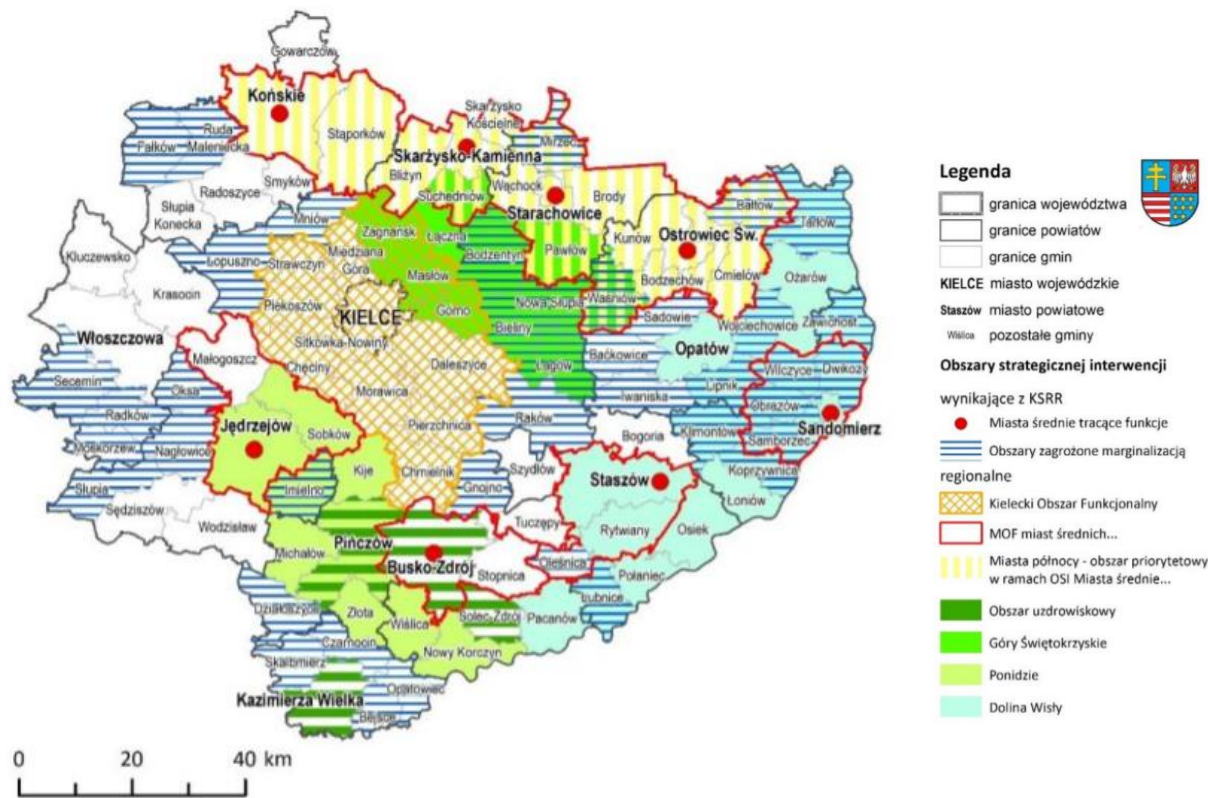 Gowarczów
Końskie
Stąporków
Skarżysko
Kościelne
Mirzec
Ruda
Maleniecka
Fałków
Skarżysko-Kamienna
Bliżyn
Radoszyce
Smyków
Suchedniów
Wąchock
Brody
Słupia
Konecka
Mniów
Starachowice
Bałtów
Tarłów
Zagnańsk
Łączna
Kunów
Ostrowiec Św.
Kluczewsko
Łopuszno
Strawczyn
Miedziana
Góra
Bodzentyn
Pawłów
Masłów
Bodzechów
Ćmielów
Ożarów
Krasocin
Piekoszów
Górno
Nowa Słupia
Waśniów
Sadowie
Wojciechowice
Zawichost
KIELCE
Bieliny
Włoszczowa
Sitkówka-Nowiny
Baćkowice
Opatów
Małogoszcz
Chęciny
Daleszyce
Łagów
Wilczyce
Dwikozy
Secemin
Oksa
Morawica
Iwaniska
Lipnik
Radków
Obrazów
Jędrzejów
Sobków
Pierzchnica
Raków
Klimontów
Sandomierz
Moskorzew
Nagłowice
Bogoria
Samborzec
Kije
Chmielnik
Szydłów
Koprzywnica
Słupia
Imielno
Gnojno
Staszów
Łoniów
Sędziszów
Wodzisław
Tuczępy
Rytwiany
Osiek
Pińczów
Michałów
Busko-Zdrój
Stopnica
Oleśnica
Połaniec
Działoszyce
Złota
Wiślica
Solec-Zdrój
Pacanów
Łubnice
Czarnocin
Skalbmierz
Nowy Korczyn
Kazimierza Wielka
Opatowiec
Bejsce
0 20 40 km
Legenda
granica województwa
granice powiatów
granice gmin
KIELCE miasto wojewódzkie
Staszów miasto powiatowe
Wiślica pozostałe gminy
Obszary strategicznej interwencji
wynikające z KSRR
Miasta średnie tracące funkcje
Obszary zagrożone marginalizacją
regionalne
Kielecki Obszar Funkcjonalny
MOF miast średnich...
Miasta północy - obszar priorytetowy
w ramach OSI Miasta średnie...
Obszar uzdrowiskowy
Góry Świętokrzyskie
Ponidzie
Dolina Wisły